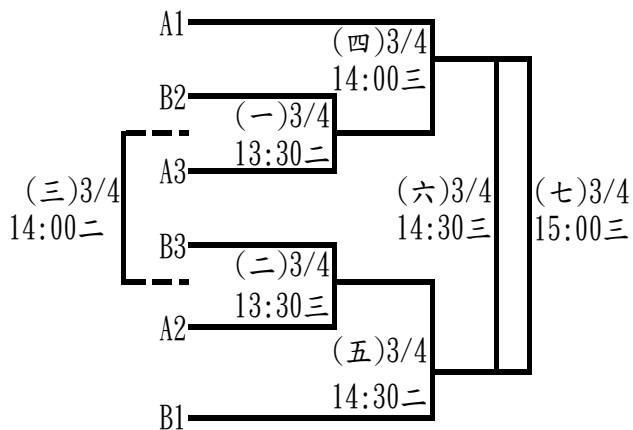 A1
(四)3/4
14:00三
B2
(一)3/4
13:30二
A3
(三)3/4
14:00二
(六)3/4
14:30三
(七)3/4
15:00三
B3
(二)3/4
13:30三
A2
(五)3/4
14:30二
B1